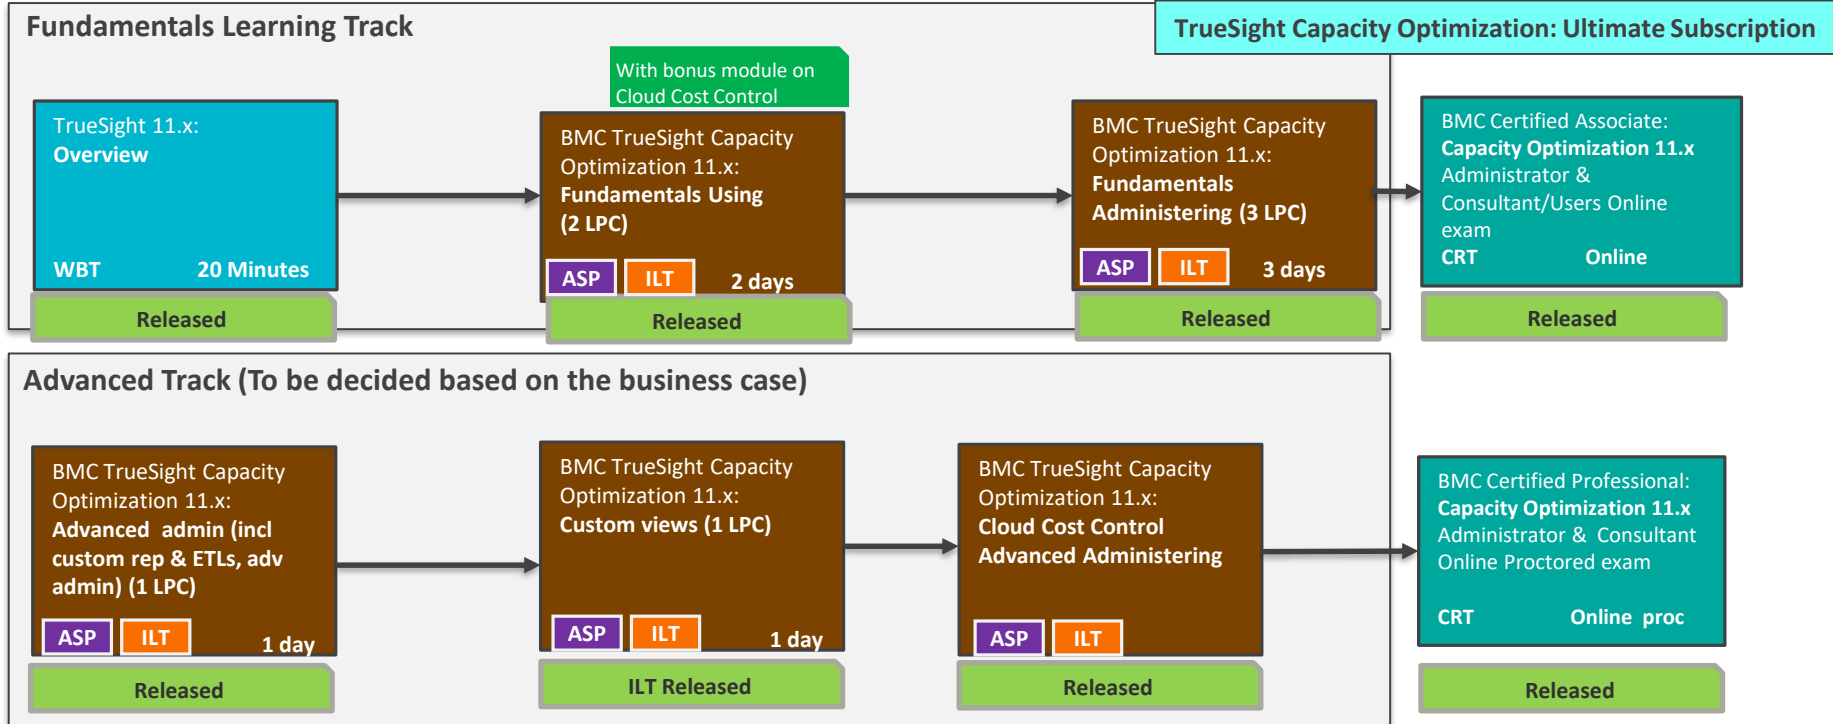 Fundamentals Learning Track
TrueSight Capacity Optimization: Ultimate Subscription
With bonus module on
Cloud Cost Control
TrueSight 11.x:
Overview
WBT 20 Minutes
Released
BMC TrueSight Capacity
Optimization 11.x:
Fundamentals Using
(2 LPC)
ASP ILT 2 days
Released
BMC TrueSight Capacity
Optimization 11.x:
Fundamentals
Administering (3 LPC)
ASP ILT 3 days
Released
BMC Certified Associate:
Capacity Optimization 11.x
Administrator &
Consultant/Users Online
exam
CRT Online
Released
Advanced Track (To be decided based on the business case)
BMC TrueSight Capacity
Optimization 11.x:
Advanced admin (incl
custom rep & ETLs, adv
admin) (1 LPC)
ASP ILT 1 day
Released
BMC TrueSight Capacity
Optimization 11.x:
Custom views (1 LPC)
ASP ILT 1 day
ILT Released
BMC TrueSight Capacity
Optimization 11.x:
Cloud Cost Control
Advanced Administering
ASP ILT
Released
BMC Certified Professional:
Capacity Optimization 11.x
Administrator & Consultant
Online Proctored exam
CRT Online proc
Released